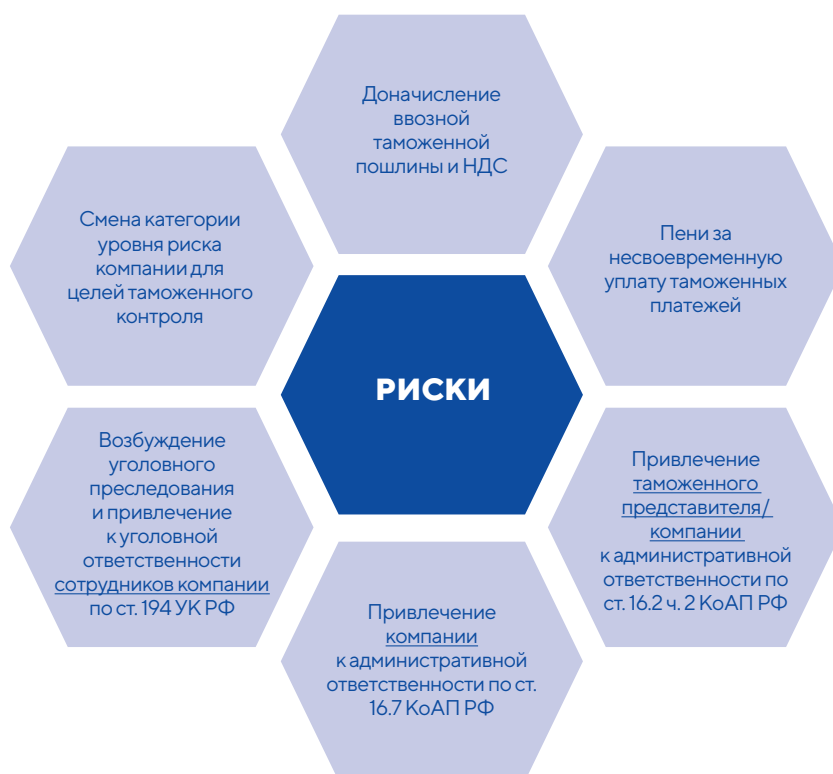 Доначисление
ввозной
таможенной
пошлины и НДС
Смена категории
уровня риска
компании для
целей таможенного
контроля
Пени за
несвоевременную
уплату таможенных
платежей
РИСКИ
Возбуждение
уголовного
преследования
и привлечение
к уголовной
ответственности
сотрудников компании
по ст. 194 УК РФ
Привлечение
таможенного
представителя/
компании
к административной
ответственности по
ст. 16.2 ч. 2 КоАП РФ
Привлечение
компании
к административной
ответственности по ст.
16.7 КоАП РФ